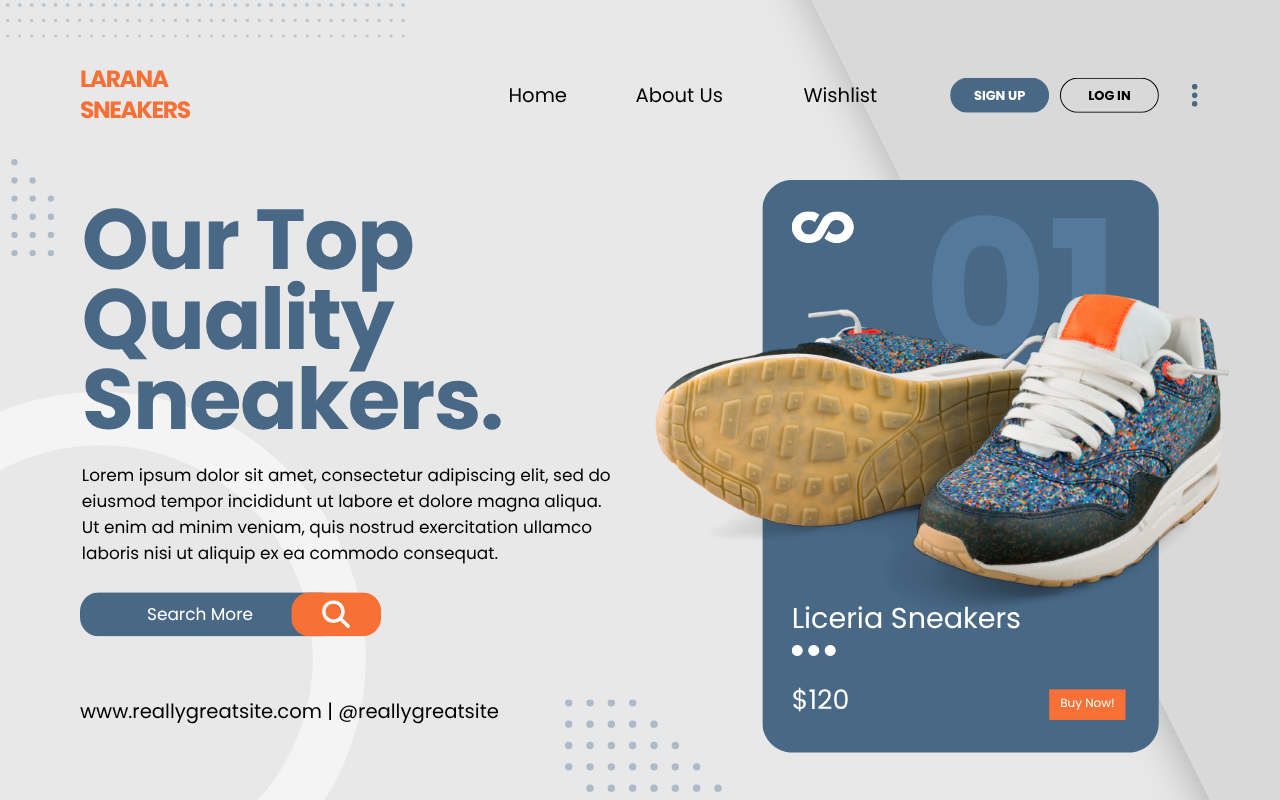 LARANA
SNEAKERS
Home
About Us
Wishlist
SIGN UP
LOG IN
Our Top
Quality
Sneakers.
Lorem ipsum dolor sit amet, consectetur adipiscing elit, sed do
eiusmod tempor incididunt ut labore et dolore magna aliqua.
Ut enim ad minim veniam, quis nostrud exercitation ullamco
laboris nisi ut aliquip ex ea commodo consequat.
Search More
www.reallygreatsite.com | @reallygreatsite
01
Liceria Sneakers
$120
Buy Now!